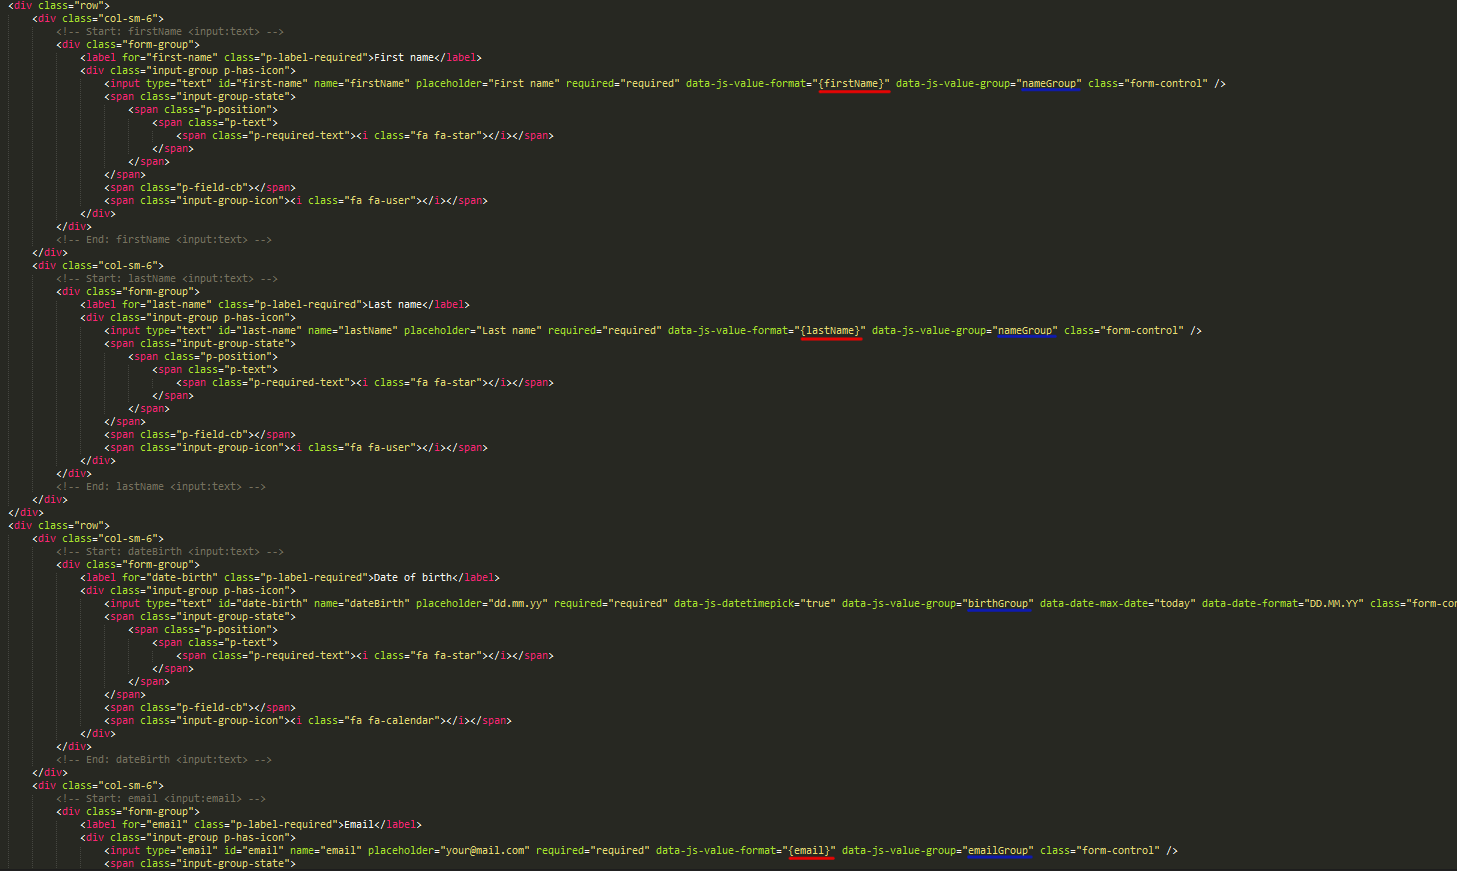 <div class="row">
<div class="col-sm-6">
<!-- Start: firstName <input:text> -->
<div class="form-group">
<label for="first-name" class="p-label-required">First name</label>
<div class="input-group p-has-icon">
<input type="text" id="first-name" name="firstName" placeholder="First name" required="required" data-js-value-format="{firstName}" data-js-value-group="nameGroup" class="form-control" />
<span class="input-group-state">
<span class="p-position">
<span class="p-text">
<span class="p-required-text"><i class="fa fa-star"></i></span>
</span>
</span>
</span>
<span class="p-field-cb"></span>
<span class="input-group-icon"><i class="fa fa-user"></i></span>
</div>
</div>
<!-- End: firstName <input:text> -->
</div>
<div class="col-sm-6">
<!-- Start: lastName <input:text> -->
<div class="form-group">
<label for="last-name" class="p-label-required">Last name</label>
<div class="input-group p-has-icon">
<input type="text" id="last-name" name="lastName" placeholder="Last name" required="required" data-js-value-format="{lastName}" data-js-value-group="nameGroup" class="form-control" />
<span class="input-group-state">
<span class="p-position">
<span class="p-text">
<span class="p-required-text"><i class="fa fa-star"></i></span>
</span>
</span>
</span>
<span class="p-field-cb"></span>
<span class="input-group-icon"><i class="fa fa-user"></i></span>
</div>
</div>
<!-- End: lastName <input:text> -->
</div>
</div>
<div class="row">
<div class="col-sm-6">
<!-- Start: dateBirth <input:text> -->
<div class="form-group">
<label for="date-birth" class="p-label-required">Date of birth</label>
<div class="input-group p-has-icon">
<input type="text" id="date-birth" name="dateBirth" placeholder="dd.mm.yy" required="required" data-js-datetimepick="true" data-js-value-group="birthGroup" data-date-max-date="today" data-date-format="DD.MM.YY" class="form-con
<span class="input-group-state">
<span class="p-position">
<span class="p-text">
<span class="p-required-text"><i class="fa fa-star"></i></span>
</span>
</span>
</span>
<span class="p-field-cb"></span>
<span class="input-group-icon"><i class="fa fa-calendar"></i></span>
</div>
</div>
<!-- End: dateBirth <input:text> -->
</div>
<div class="col-sm-6">
<!-- Start: email <input:email> -->
<div class="form-group">
<label for="email" class="p-label-required">Email</label>
<div class="input-group p-has-icon">
<input type="email" id="email" name="email" placeholder="your@mail.com" required="required" data-js-value-format="{email}" data-js-value-group="emailGroup" class="form-control" />
<span class="input-group-state">